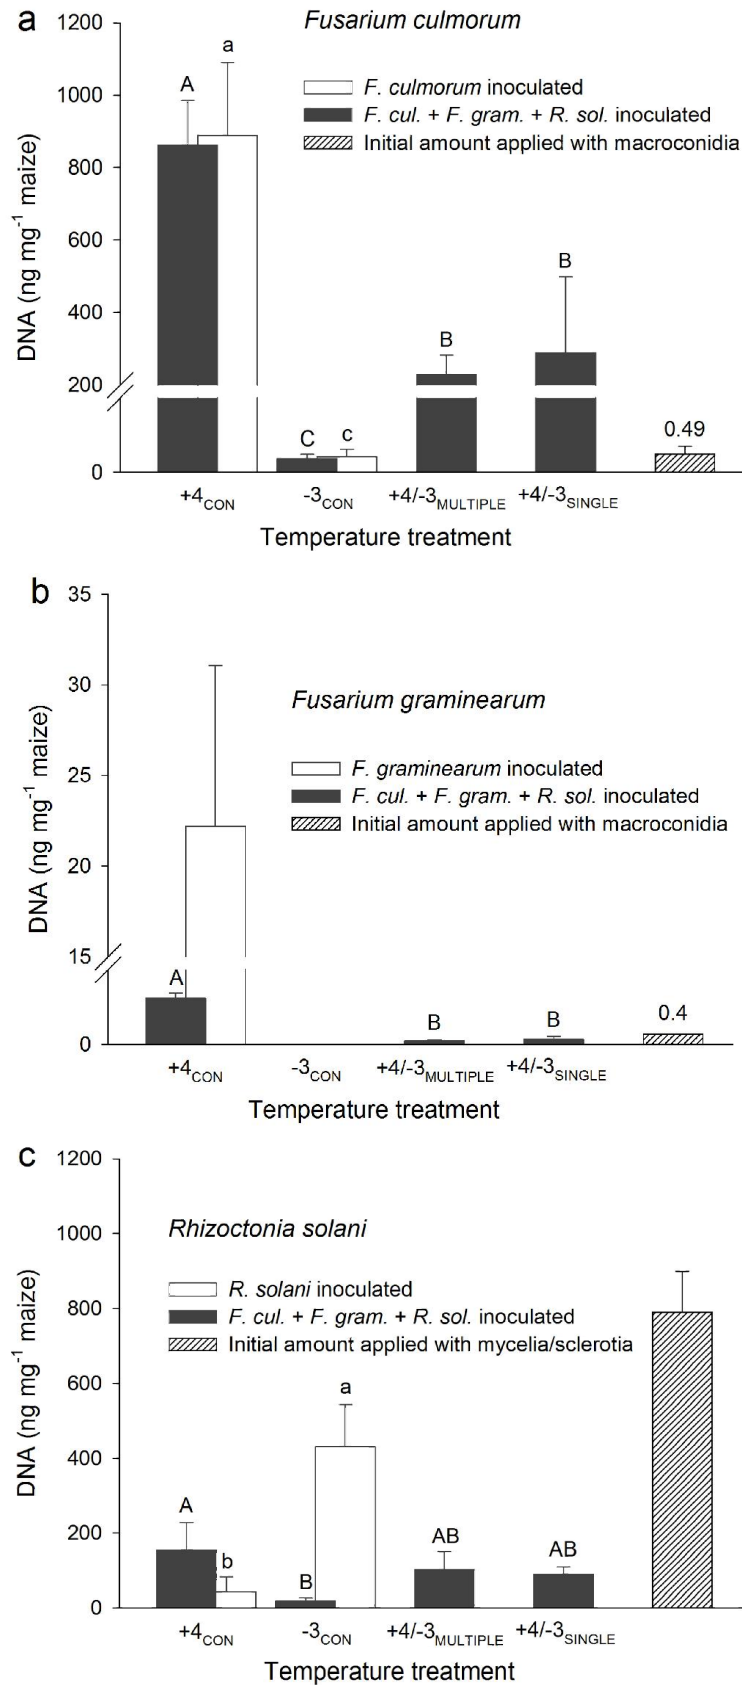 a
Fusarium culmorum
F. culmorum inoculated
F. cul. + F. gram. + R. sol. inoculated
Initial amount applied with macroconidia
DNA (ng mg⁻¹ maize)
1200
1000
800
600
400
200
0
A
a
C
c
B
B
0.49
+4CON
-3CON
+4/-3MULTIPLE
+4/-3SINGLE
Temperature treatment
b
Fusarium graminearum
F. graminearum inoculated
F. cul. + F. gram. + R. sol. inoculated
Initial amount applied with macroconidia
DNA (ng mg⁻¹ maize)
35
30
25
20
15
0
A
B
B
0.4
+4CON
-3CON
+4/-3MULTIPLE
+4/-3SINGLE
Temperature treatment
c
Rhizoctonia solani
R. solani inoculated
F. cul. + F. gram. + R. sol. inoculated
Initial amount applied with mycelia/sclerotia
DNA (ng mg⁻¹ maize)
1200
1000
800
600
400
200
0
A
b
B
a
AB
AB
+4CON
-3CON
+4/-3MULTIPLE
+4/-3SINGLE
Temperature treatment